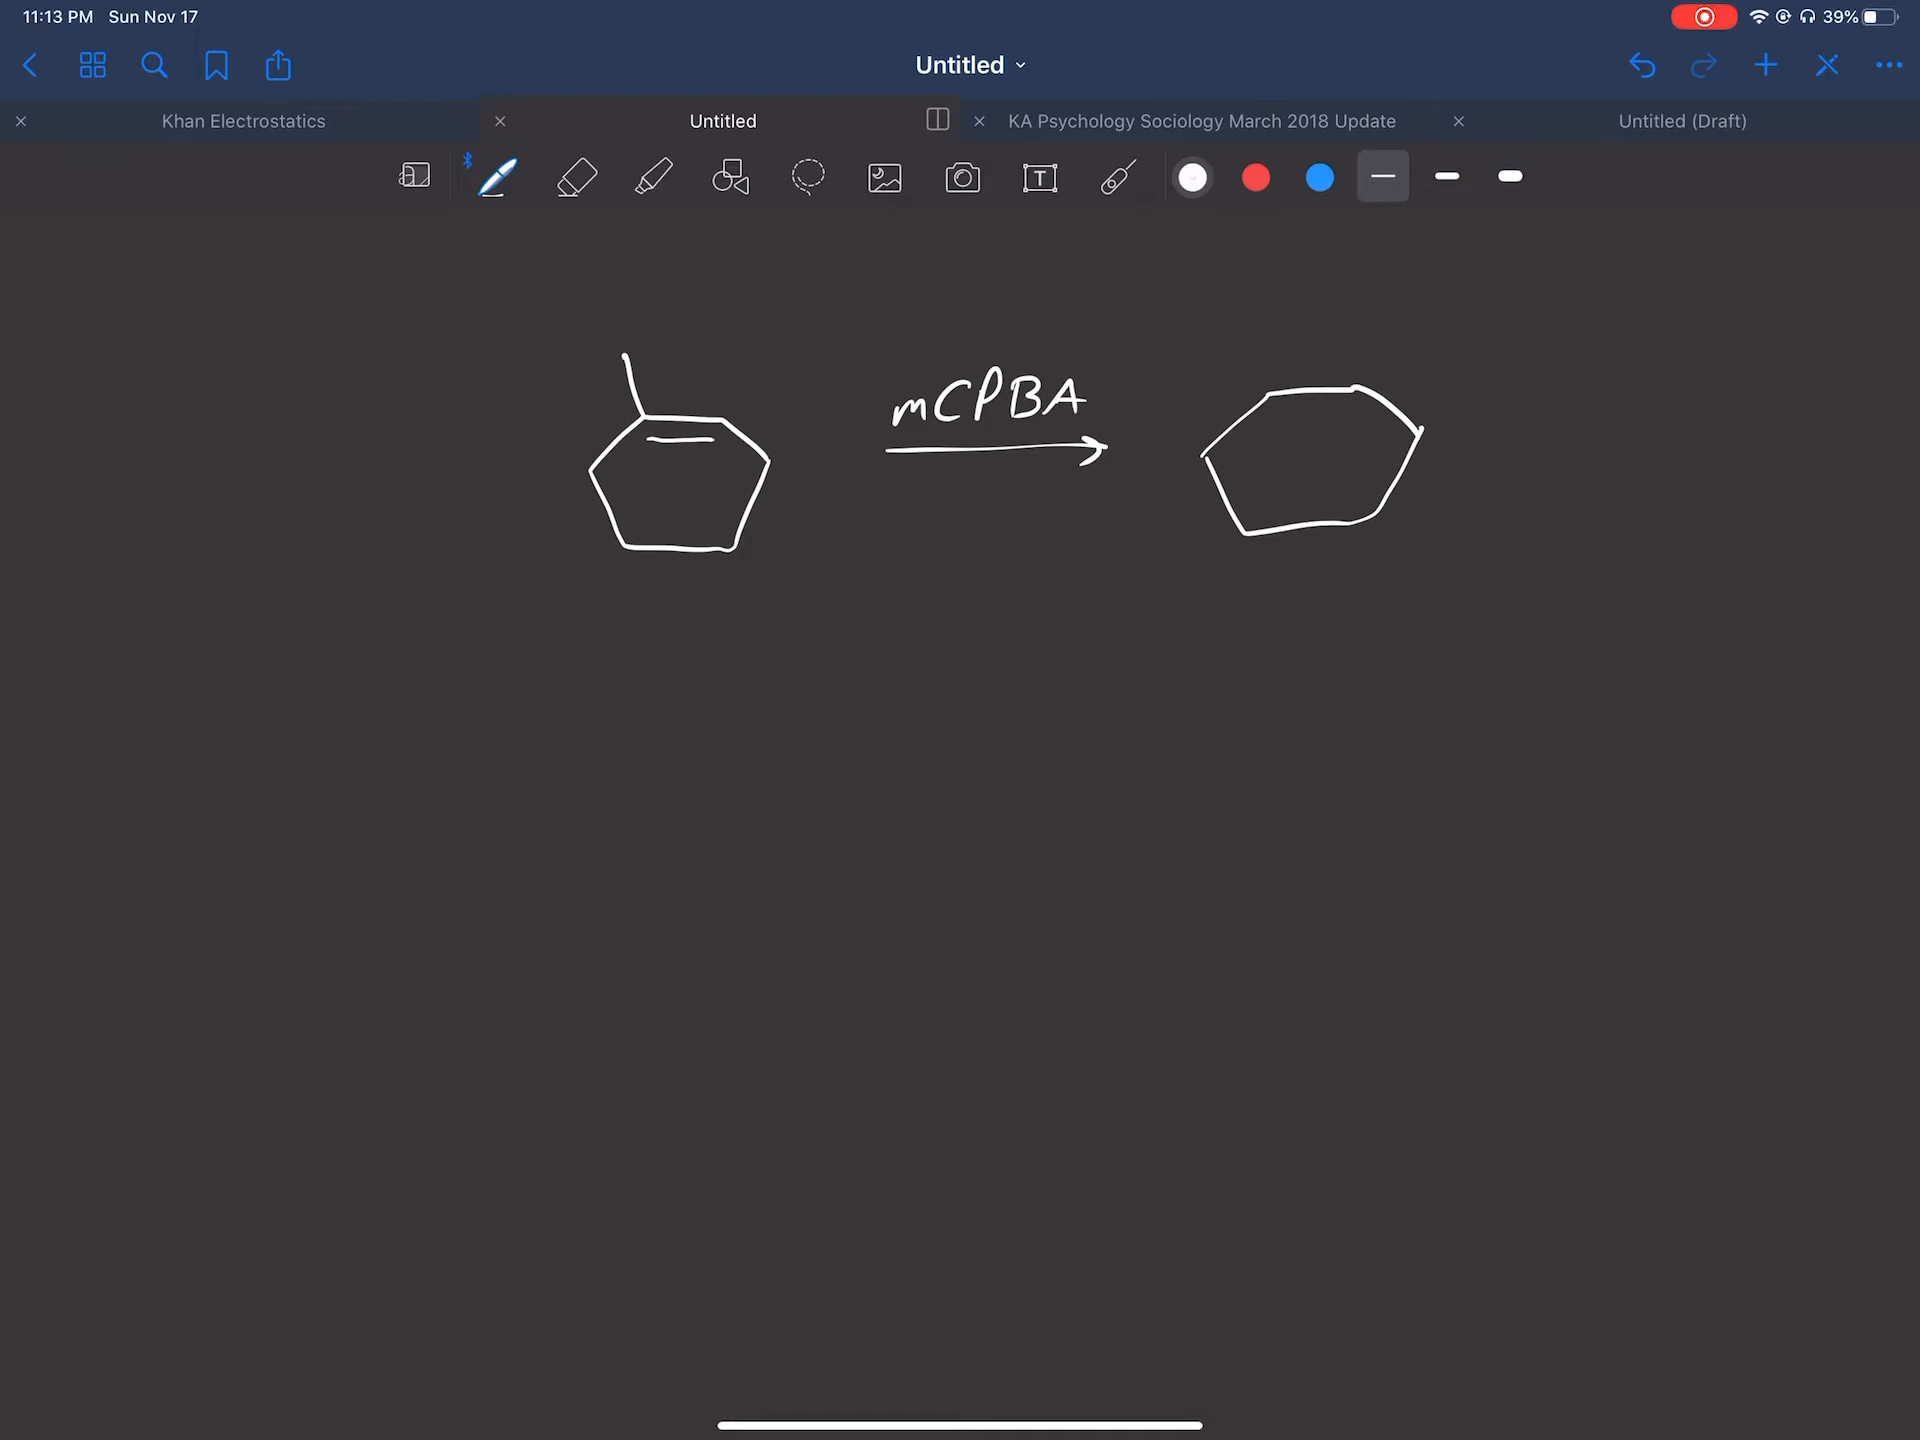 11:13 PM Sun Nov 17
39%
Untitled
Khan Electrostatics
Untitled
KA Psychology Sociology March 2018 Update
Untitled (Draft)
a
T
mCPBA